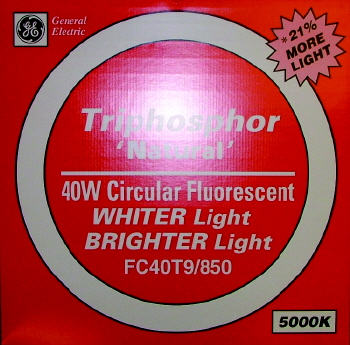 GE
General
Electric
*21%
MORE
LIGHT
Triphosphor
'Natural'
40W Circular Fluorescent
WHITER Light
BRIGHTER Light
FC40T9/850
5000K